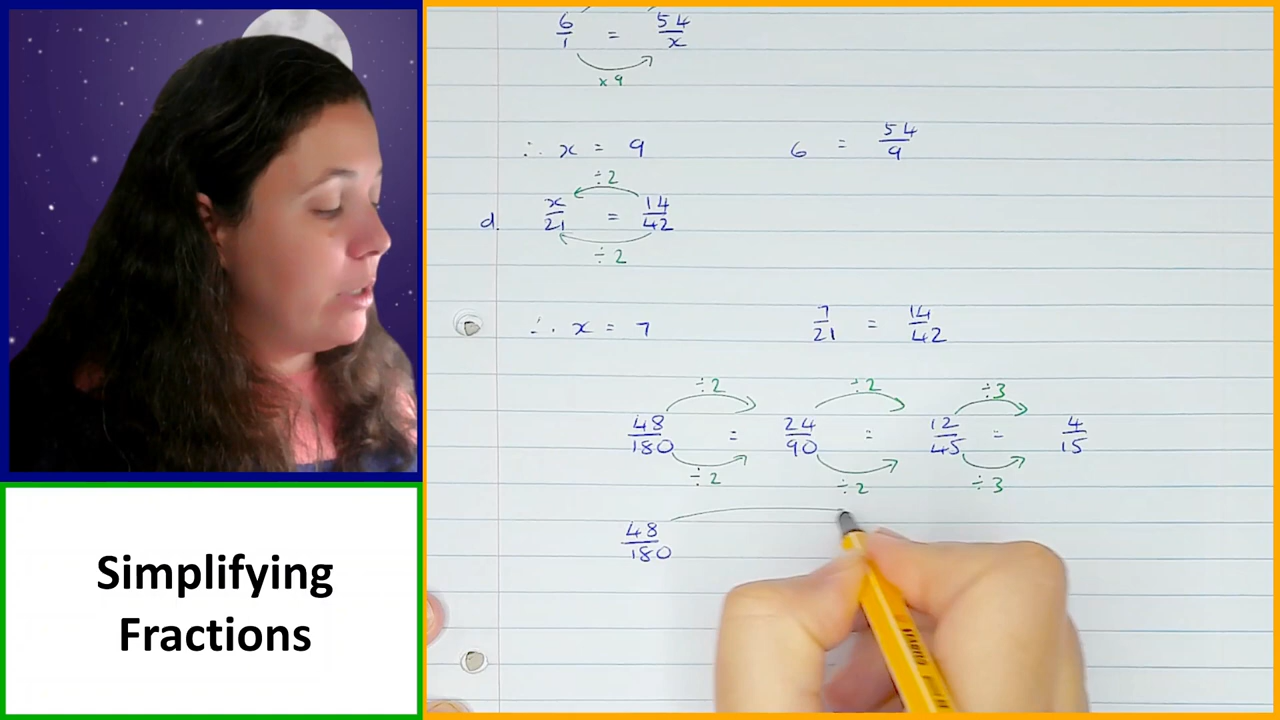 6/1 = 54/x
×9
∴ x = 9    6 = 54/9
÷2
d. x/21 = 14/42
÷2
∴ x = 7    7/21 = 14/42
÷2 ÷2 ÷3
48/180 = 24/90 = 12/45 = 4/15
÷2 ÷2 ÷3
48/180
Simplifying
Fractions